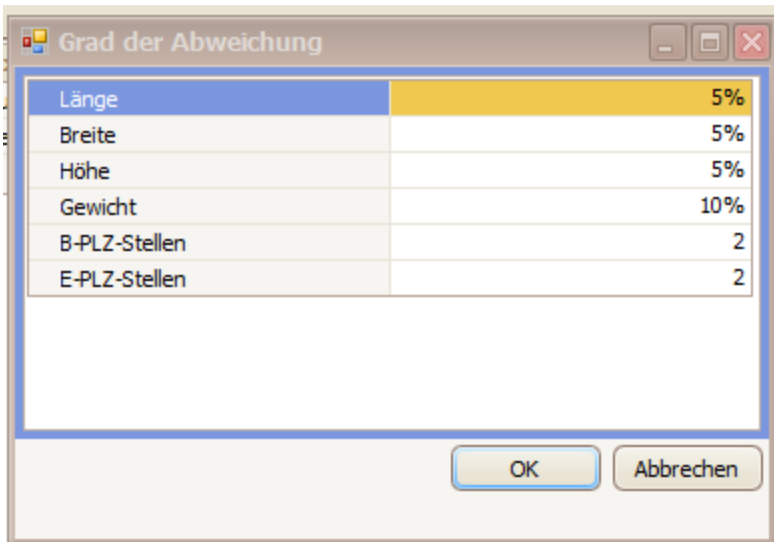 Grad der Abweichung
Länge 5%
Breite 5%
Höhe 5%
Gewicht 10%
B-PLZ-Stellen 2
E-PLZ-Stellen 2
OK Abbrechen